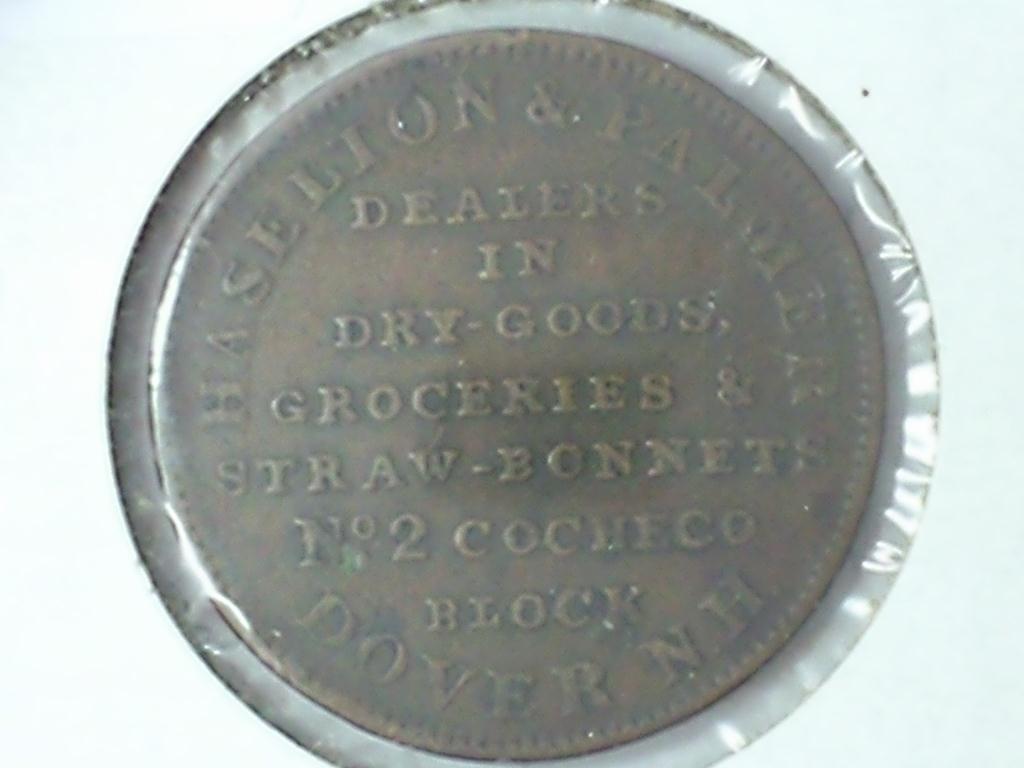 HASELTON & PALMER
DEALERS
IN
DRY-GOODS,
GROCERIES &
STRAW-BONNETS
No 2 COCHECO
BLOCK
DOVER N.H.